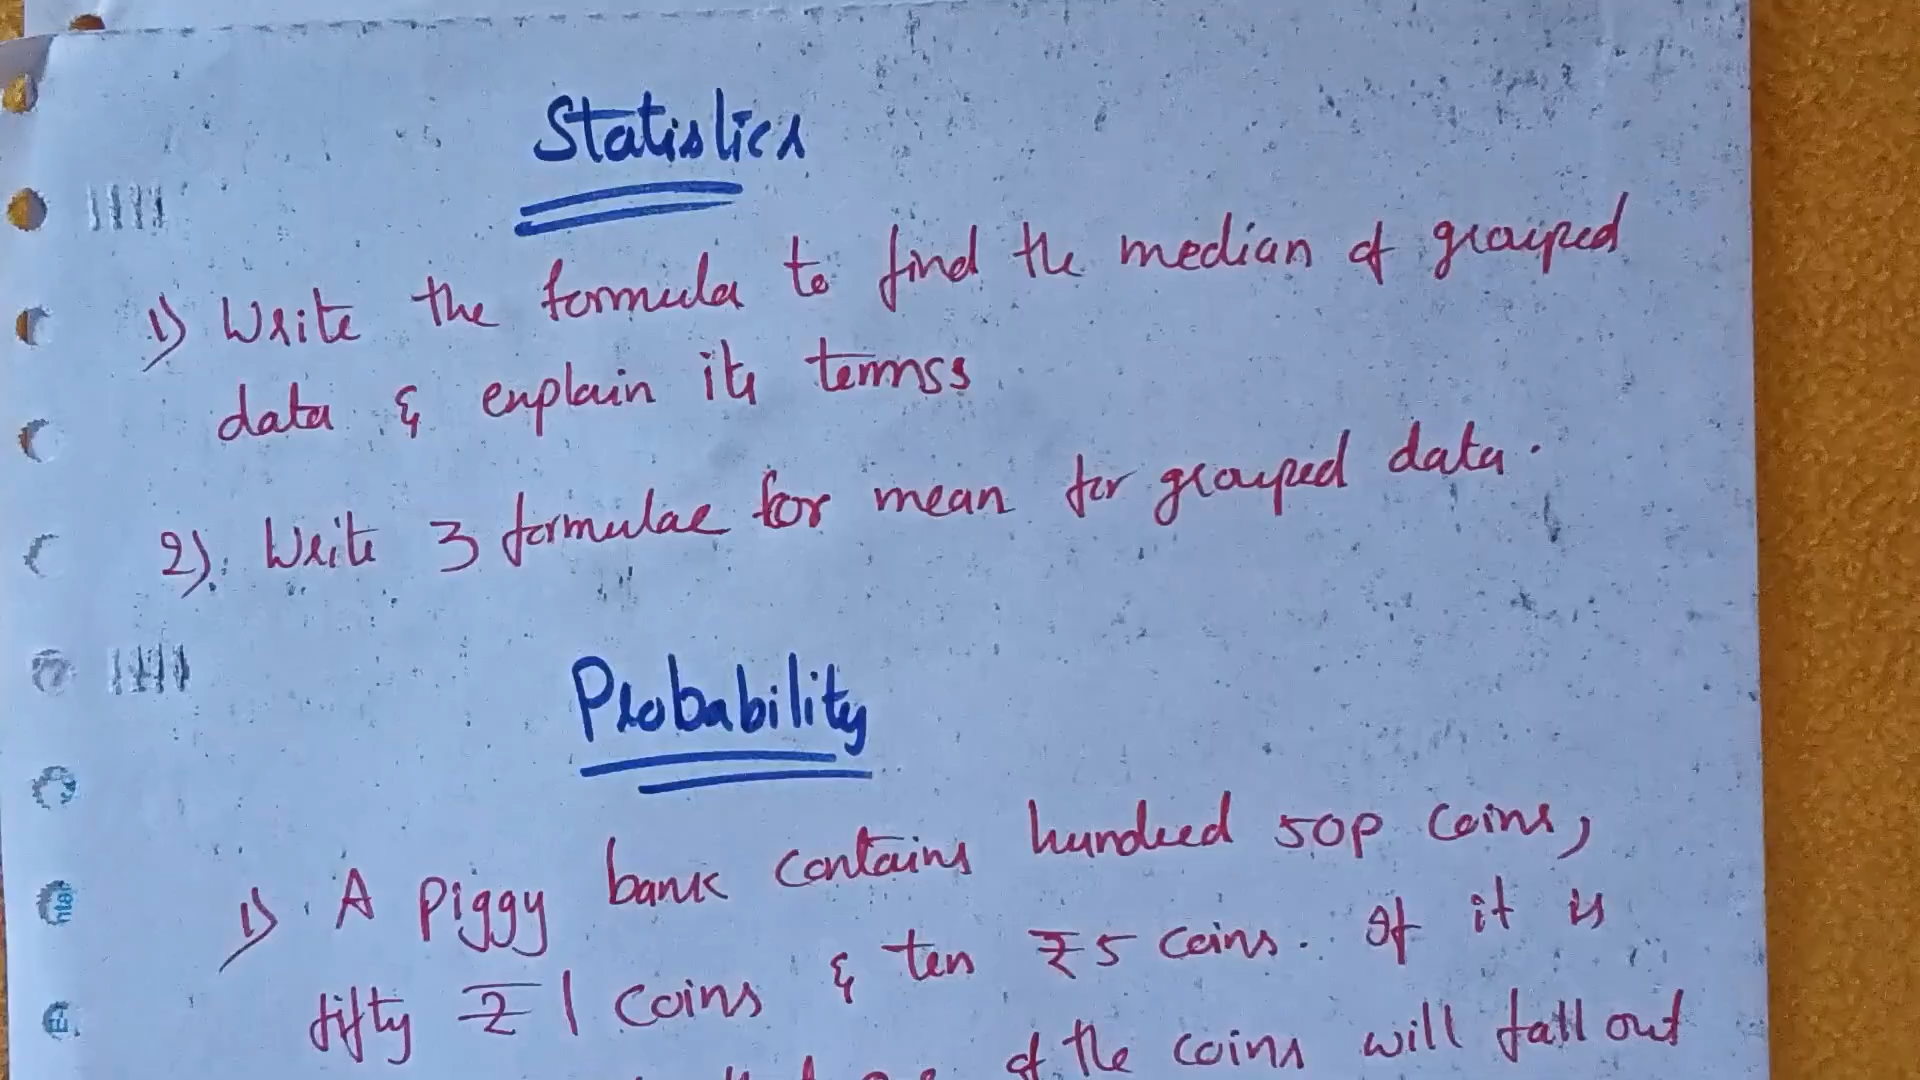 Statistics
1) Write the formula to find the median of grouped
data & explain its termss
2). Write 3 formulae for mean for grouped data.
Probability
1). A Piggy bank contains hundred 50p coins,
fifty ₹1 coins & ten ₹5 coins. If it is
of the coins will fall out